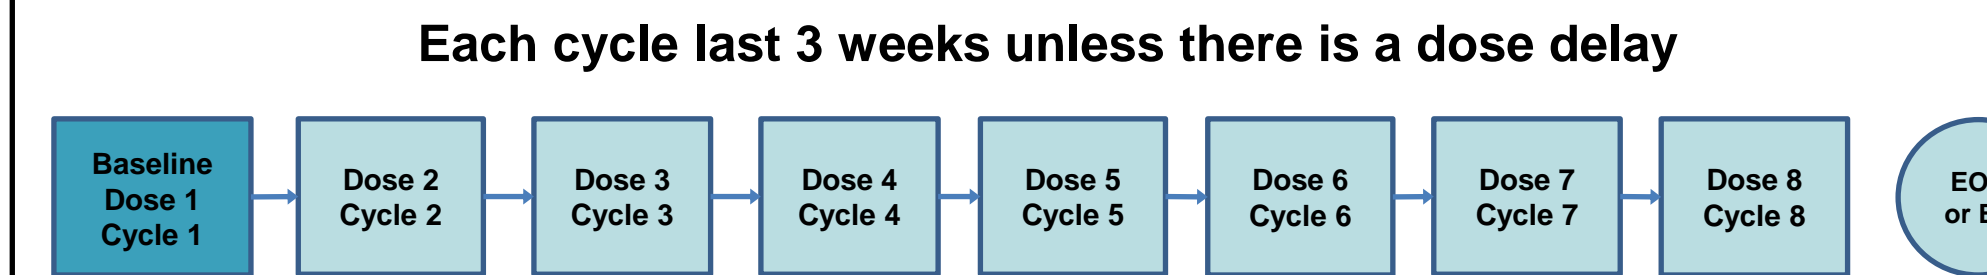 Each cycle last 3 weeks unless there is a dose delay
Baseline
Dose 1
Cycle 1
Dose 2
Cycle 2
Dose 3
Cycle 3
Dose 4
Cycle 4
Dose 5
Cycle 5
Dose 6
Cycle 6
Dose 7
Cycle 7
Dose 8
Cycle 8
or